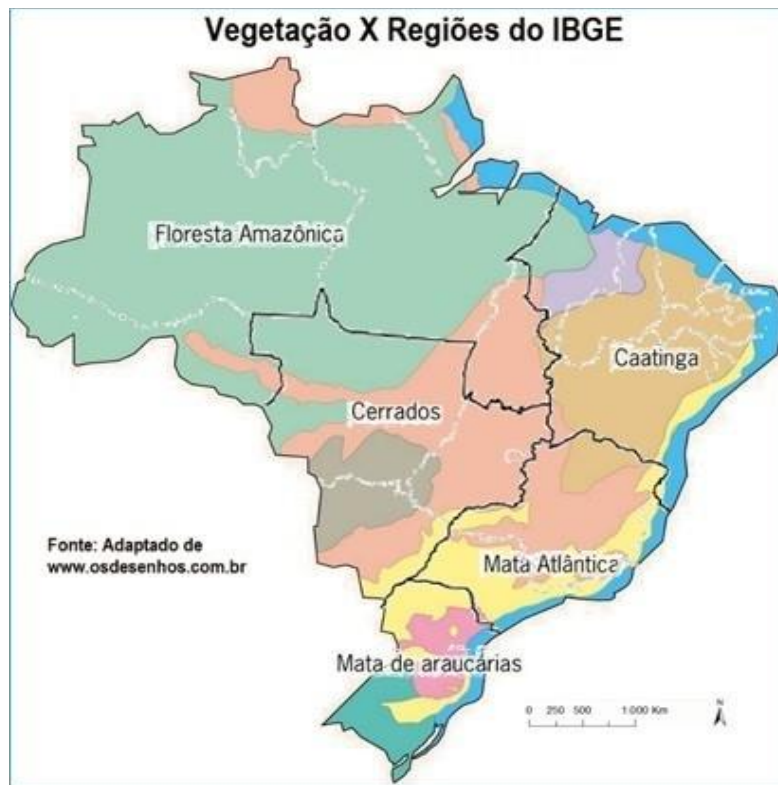 Vegetação X Regiões do IBGE
Floresta Amazônica
Caatinga
Cerrados
Fonte: Adaptado de
www.osdesenhos.com.br
Mata Atlântica
Mata de araucárias
N
0 250 500 1 000 Km